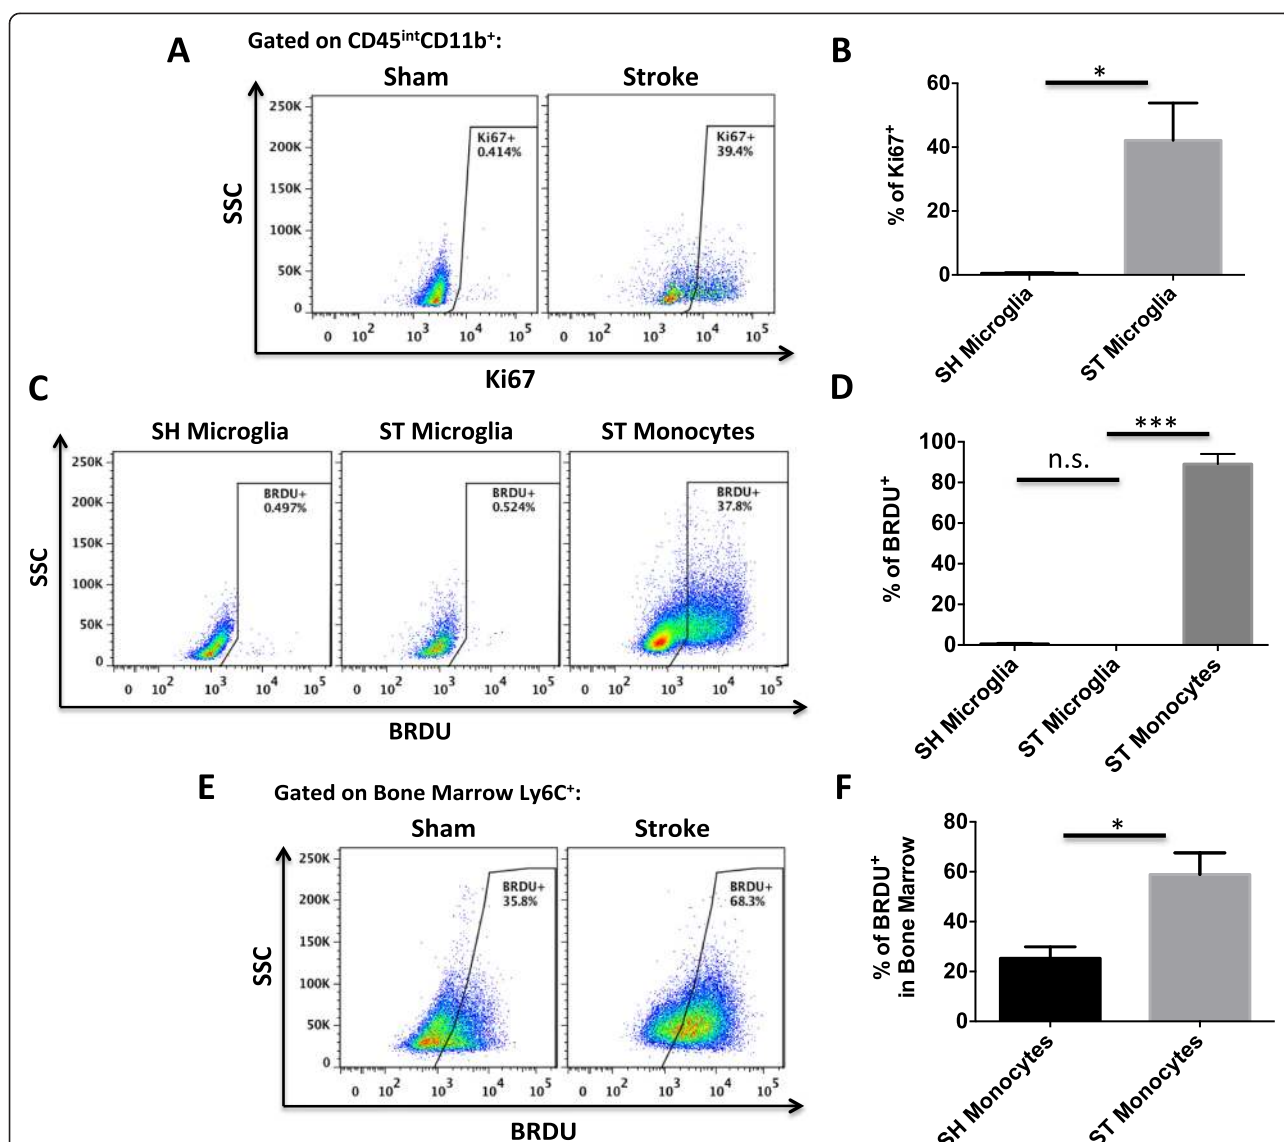 A
Gated on CD45intCD11b+:
Sham
Stroke
250K
200K
150K
100K
50K
0
SSC
Ki67+
0.414%
Ki67+
39.4%
0 10² 10³ 10⁴ 10⁵
0 10² 10³ 10⁴ 10⁵
Ki67
B
*
% of Ki67+
60
40
20
0
SH Microglia
ST Microglia
C
SH Microglia
ST Microglia
ST Monocytes
250K
200K
150K
100K
50K
0
SSC
BRDU+
0.497%
BRDU+
0.524%
BRDU+
37.8%
0 10² 10³ 10⁴ 10⁵
0 10² 10³ 10⁴ 10⁵
0 10² 10³ 10⁴ 10⁵
BRDU
D
***
n.s.
% of BRDU+
100
80
60
40
20
0
SH Microglia
ST Microglia
ST Monocytes
E
Gated on Bone Marrow Ly6C+:
Sham
Stroke
250K
200K
150K
100K
50K
0
SSC
BRDU+
35.8%
BRDU+
68.3%
0 10² 10³ 10⁴ 10⁵
0 10² 10³ 10⁴ 10⁵
BRDU
F
*
% of BRDU+
in Bone Marrow
80
60
40
20
0
SH Monocytes
ST Monocytes